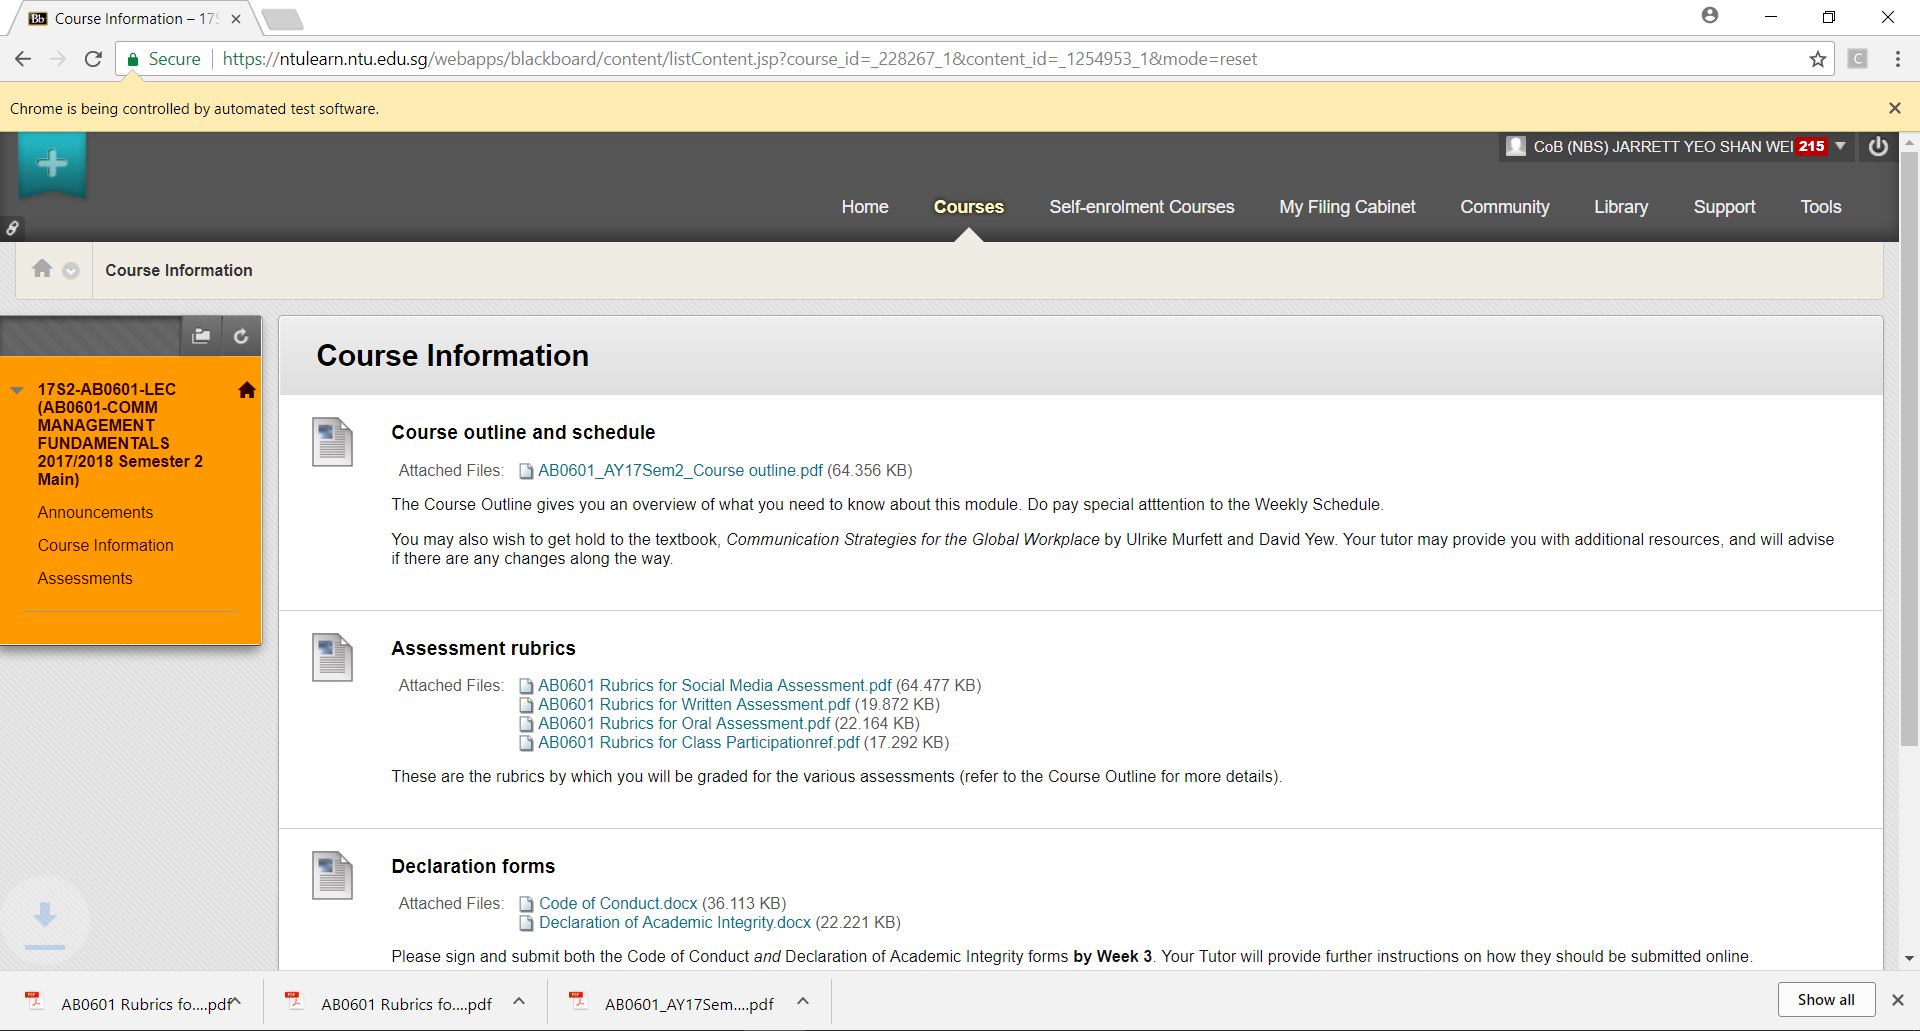 Bb Course Information – 17S
Secure https://ntulearn.ntu.edu.sg/webapps/blackboard/content/listContent.jsp?course_id=_228267_1&content_id=_1254953_1&mode=reset
C
Chrome is being controlled by automated test software.
CoB (NBS) JARRETT YEO SHAN WEI 215
Home Courses Self-enrolment Courses My Filing Cabinet Community Library Support Tools
Course Information
17S2-AB0601-LEC
(AB0601-COMM
MANAGEMENT
FUNDAMENTALS
2017/2018 Semester 2
Main)
Announcements
Course Information
Assessments
Course Information
Course outline and schedule
Attached Files: AB0601_AY17Sem2_Course outline.pdf (64.356 KB)
The Course Outline gives you an overview of what you need to know about this module. Do pay special atttention to the Weekly Schedule.
You may also wish to get hold to the textbook, Communication Strategies for the Global Workplace by Ulrike Murfett and David Yew. Your tutor may provide you with additional resources, and will advise
if there are any changes along the way.
Assessment rubrics
Attached Files: AB0601 Rubrics for Social Media Assessment.pdf (64.477 KB)
AB0601 Rubrics for Written Assessment.pdf (19.872 KB)
AB0601 Rubrics for Oral Assessment.pdf (22.164 KB)
AB0601 Rubrics for Class Participationref.pdf (17.292 KB)
These are the rubrics by which you will be graded for the various assessments (refer to the Course Outline for more details).
Declaration forms
Attached Files: Code of Conduct.docx (36.113 KB)
Declaration of Academic Integrity.docx (22.221 KB)
Please sign and submit both the Code of Conduct and Declaration of Academic Integrity forms by Week 3. Your Tutor will provide further instructions on how they should be submitted online.
AB0601 Rubrics fo....pdf AB0601 Rubrics fo....pdf AB0601_AY17Sem....pdf Show all